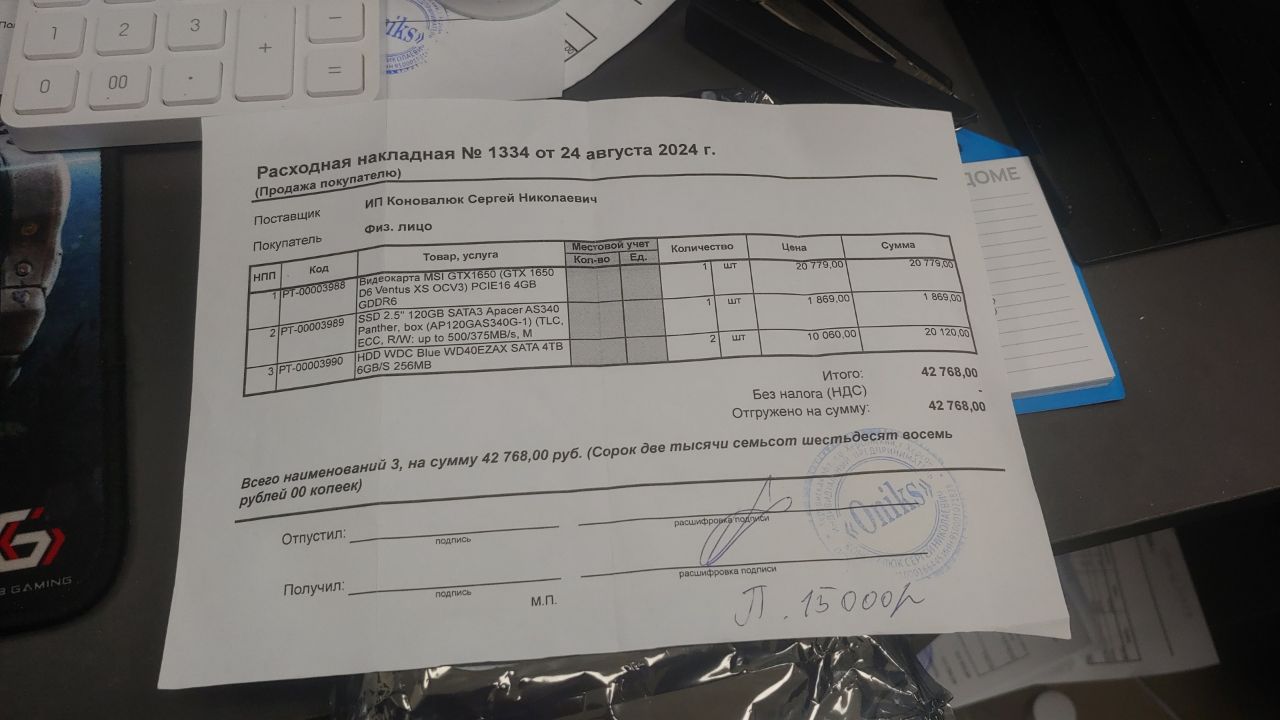 1 2 3 −
0 00 . + =
iks»
ДОМЕ
Расходная накладная № 1334 от 24 августа 2024 г.
(Продажа покупателю)
Поставщик ИП Коновалюк Сергей Николаевич
Покупатель Физ. лицо
НПП Код Товар, услуга Местовой учет Количество Цена Сумма
Кол-во Ед.
1 РТ-00003988 Видеокарта MSI GTX1650 (GTX 1650 1 шт 20 779,00 20 779,00
D6 Ventus XS OCV3) PCIE16 4GB
GDDR6
2 РТ-00003989 SSD 2.5" 120GB SATA3 Apacer AS340 1 шт 1 869,00 1 869,00
Panther, box (AP120GAS340G-1) (TLC,
ECC, R/W: up to 500/375MB/s, M
3 РТ-00003990 HDD WDC Blue WD40EZAX SATA 4TB 2 шт 10 060,00 20 120,00
6GB/S 256MB
Итого: 42 768,00
Без налога (НДС) -
Отгружено на сумму: 42 768,00
Всего наименований 3, на сумму 42 768,00 руб. (Сорок две тысячи семьсот шестьдесят восемь
рублей 00 копеек)
Отпустил:
подпись расшифровка подписи
«Oniks»
Получил:
подпись расшифровка подписи
М.П.
П. 15000р
GAMING